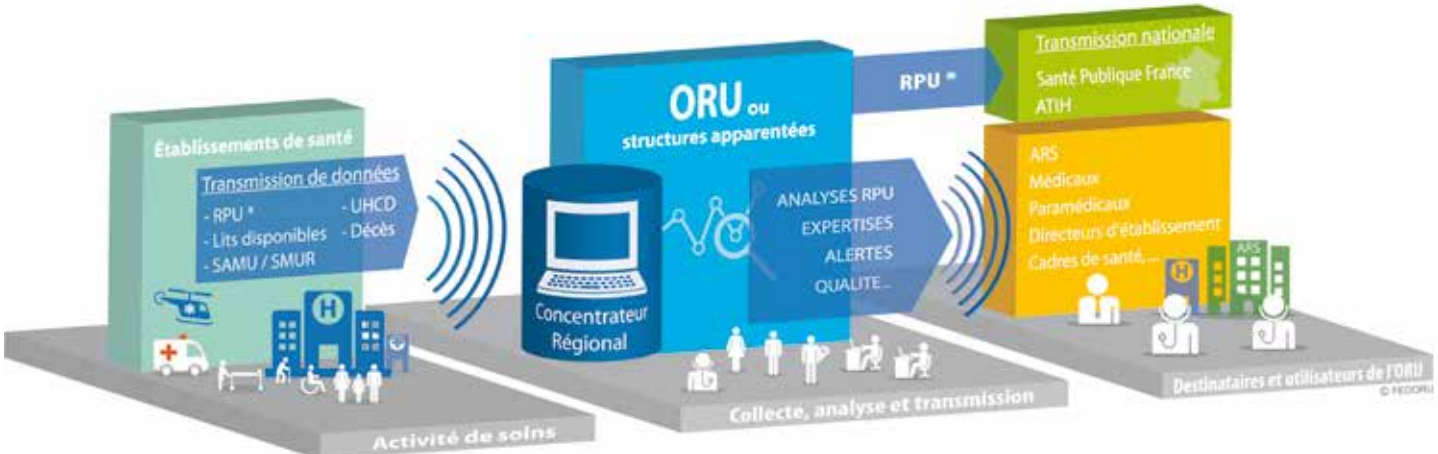 Établissements de santé
Transmission de données
- RPU *
- Lits disponibles
- SAMU / SMUR
- UHCD
- Décès
H
Activité de soins
ORU ou
structures apparentées
Concentrateur
Régional
ANALYSES RPU
EXPERTISES
ALERTES
QUALITE...
Collecte, analyse et transmission
RPU *
Transmission nationale
Santé Publique France
ATIH
ARS
Médicaux
Paramédicaux
Directeurs d'établissement
Cadres de santé, ...
H
ARS
Destinataires et utilisateurs de l'ORU
© FEDORU